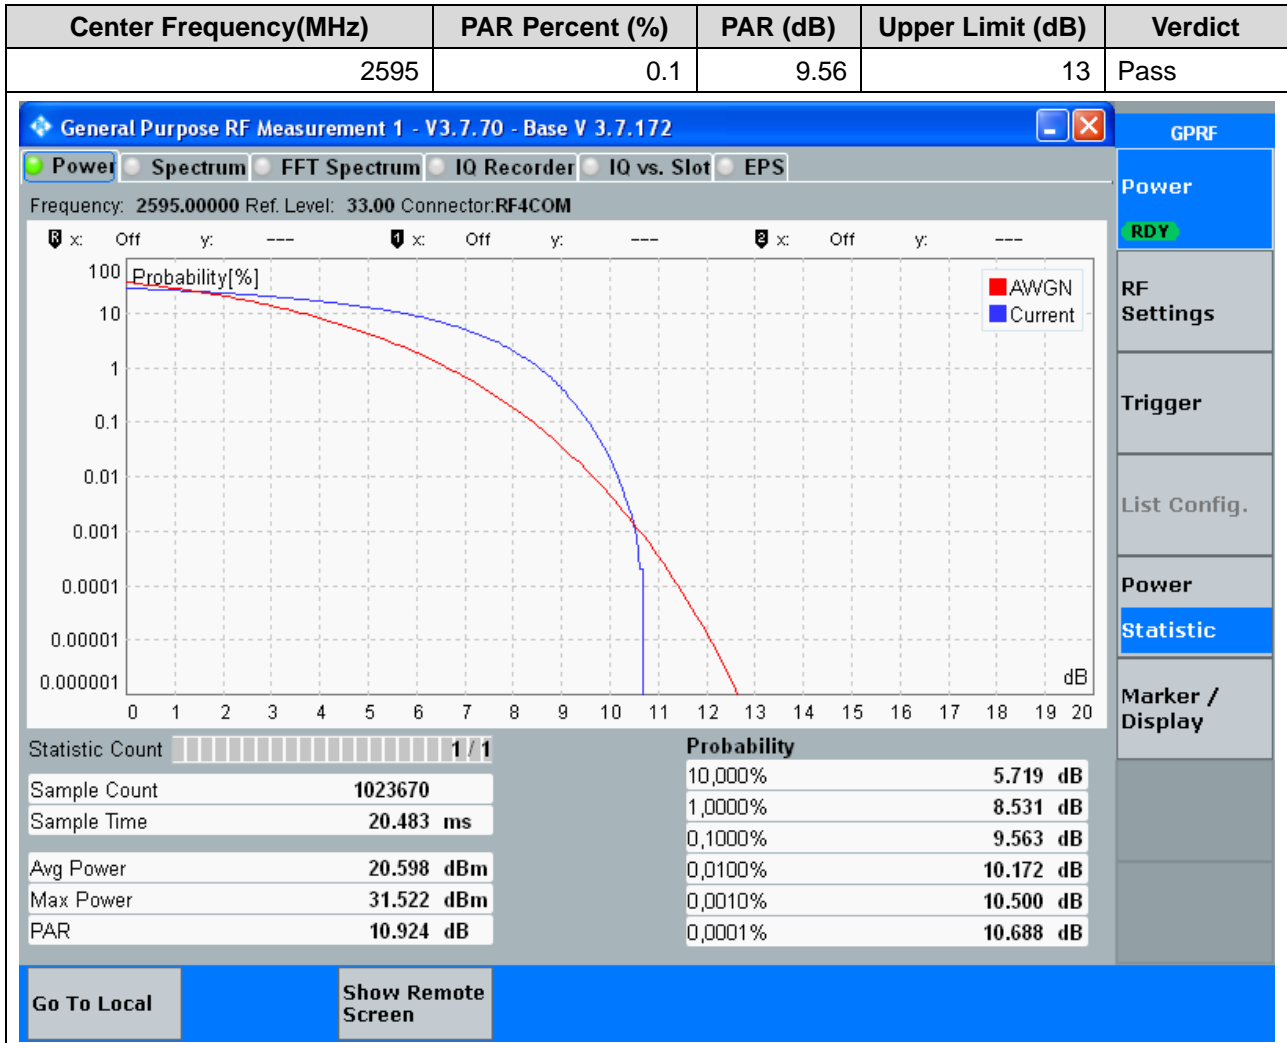 Center Frequency(MHz) PAR Percent (%) PAR (dB) Upper Limit (dB) Verdict
2595 0.1 9.56 13 Pass
General Purpose RF Measurement 1 - V3.7.70 - Base V 3.7.172
GPRF
Power Spectrum FFT Spectrum IQ Recorder IQ vs. Slot EPS
Power
RDY
Frequency: 2595.00000 Ref. Level: 33.00 Connector:RF4COM
R x: Off y: --- 1 x: Off y: --- 2 x: Off y: ---
Probability[%]
100
10
1
0.1
0.01
0.001
0.0001
0.00001
0.000001
AWGN
Current
dB
0 1 2 3 4 5 6 7 8 9 10 11 12 13 14 15 16 17 18 19 20
RF
Settings
Trigger
List Config.
Power
Statistic
Marker /
Display
Statistic Count 1 / 1
Sample Count 1023670
Sample Time 20.483 ms
Avg Power 20.598 dBm
Max Power 31.522 dBm
PAR 10.924 dB
Probability
10,000% 5.719 dB
1,0000% 8.531 dB
0,1000% 9.563 dB
0,0100% 10.172 dB
0,0010% 10.500 dB
0,0001% 10.688 dB
Go To Local
Show Remote
Screen